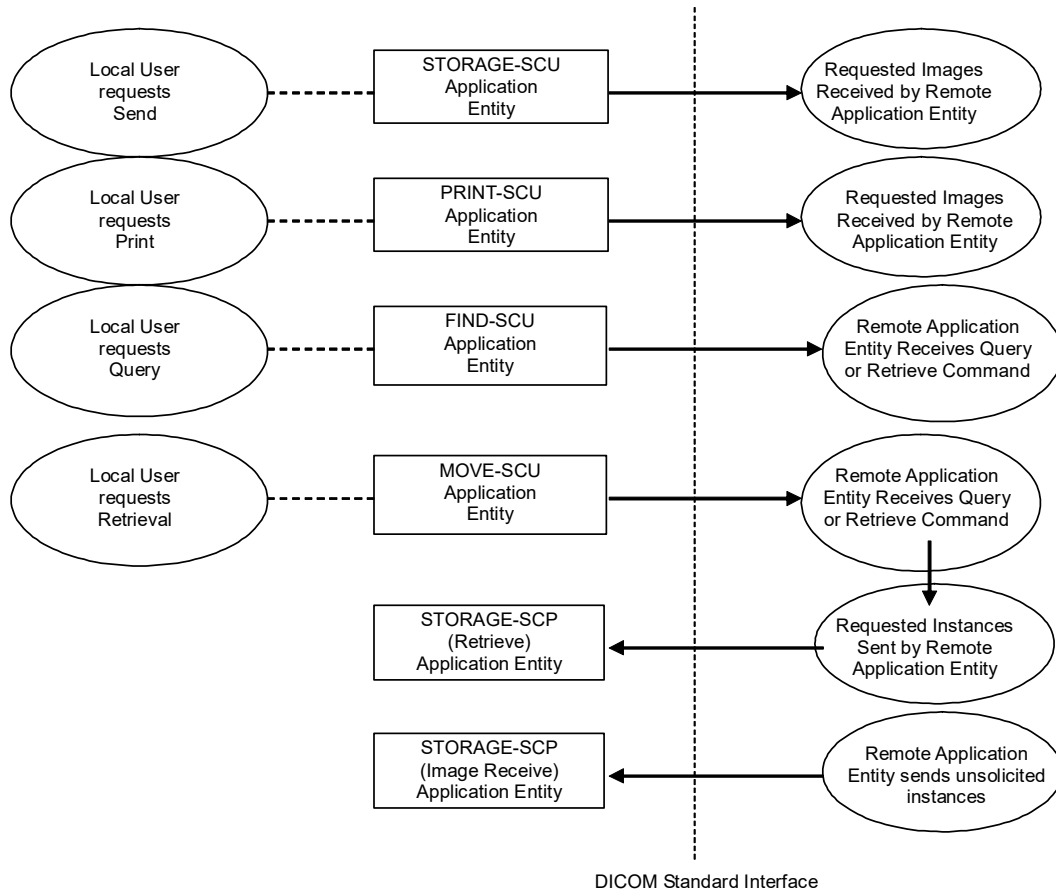 Local User
requests
Send
STORAGE-SCU
Application
Entity
Requested Images
Received by Remote
Application Entity
Local User
requests
Print
PRINT-SCU
Application
Entity
Requested Images
Received by Remote
Application Entity
Local User
requests
Query
FIND-SCU
Application
Entity
Remote Application
Entity Receives Query
or Retrieve Command
Local User
requests
Retrieval
MOVE-SCU
Application
Entity
Remote Application
Entity Receives Query
or Retrieve Command
STORAGE-SCP
(Retrieve)
Application Entity
Requested Instances
Sent by Remote
Application Entity
STORAGE-SCP
(Image Receive)
Application Entity
Remote Application
Entity sends unsolicited
instances
DICOM Standard Interface